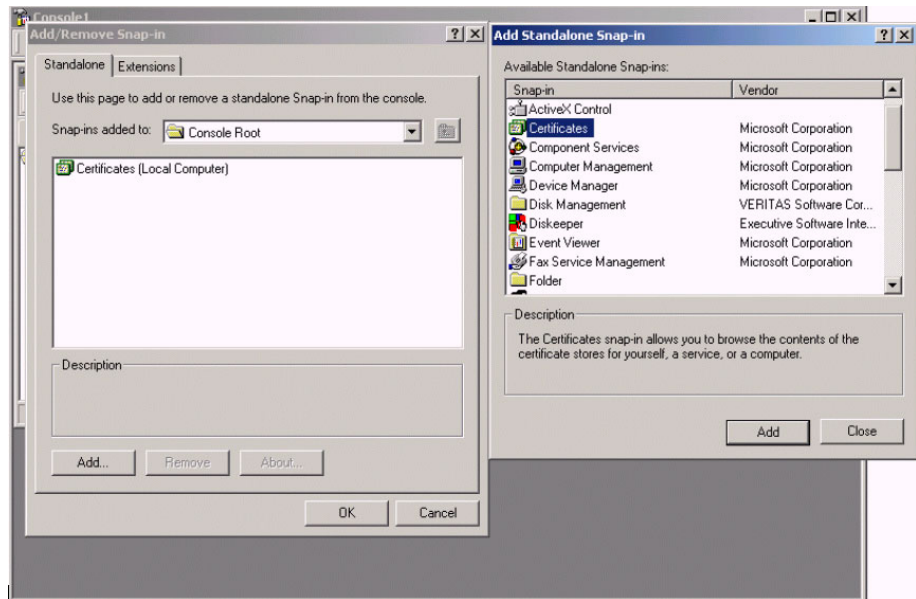 Console1
Add/Remove Snap-in
Standalone
Extensions
Use this page to add or remove a standalone Snap-in from the console.
Snap-ins added to:
Console Root
Certificates (Local Computer)
Description
Add...
Remove
About...
OK
Cancel
Add Standalone Snap-in
Available Standalone Snap-ins:
Snap-in Vendor
ActiveX Control
Certificates Microsoft Corporation
Component Services Microsoft Corporation
Computer Management Microsoft Corporation
Device Manager Microsoft Corporation
Disk Management VERITAS Software Cor...
Diskeeper Executive Software Inte...
Event Viewer Microsoft Corporation
Fax Service Management Microsoft Corporation
Folder
Description
The Certificates snap-in allows you to browse the contents of the
certificate stores for yourself, a service, or a computer.
Add
Close